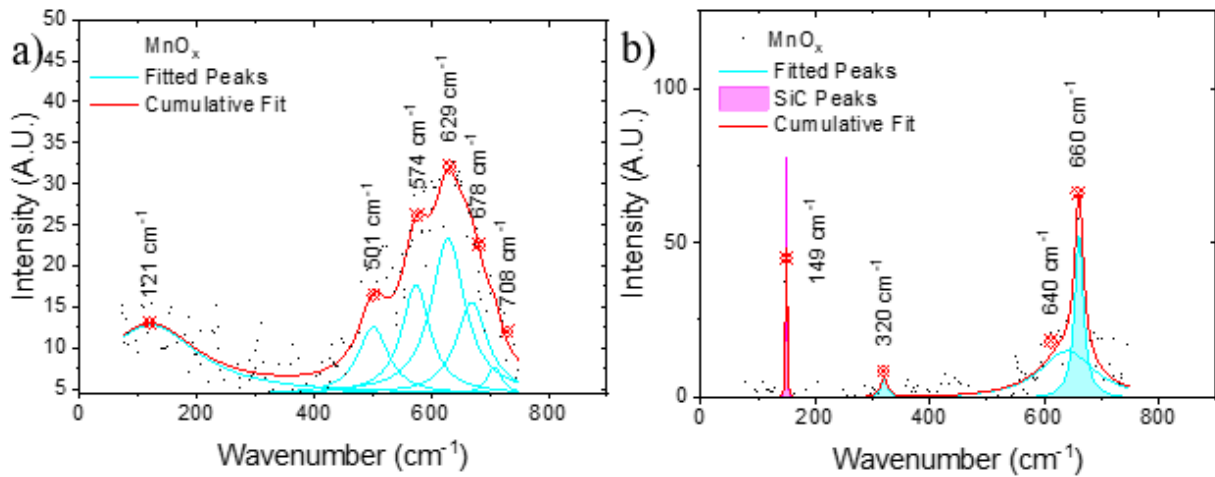 a)
MnOₓ
Fitted Peaks
Cumulative Fit
121 cm⁻¹
501 cm⁻¹
574 cm⁻¹
629 cm⁻¹
678 cm⁻¹
708 cm⁻¹
50
45
40
35
30
25
20
15
10
5
Intensity (A.U.)
0
200
400
600
800
Wavenumber (cm⁻¹)
b)
MnOₓ
Fitted Peaks
SiC Peaks
Cumulative Fit
149 cm⁻¹
320 cm⁻¹
640 cm⁻¹
660 cm⁻¹
100
50
0
Intensity (A.U.)
0
200
400
600
800
Wavenumber (cm⁻¹)